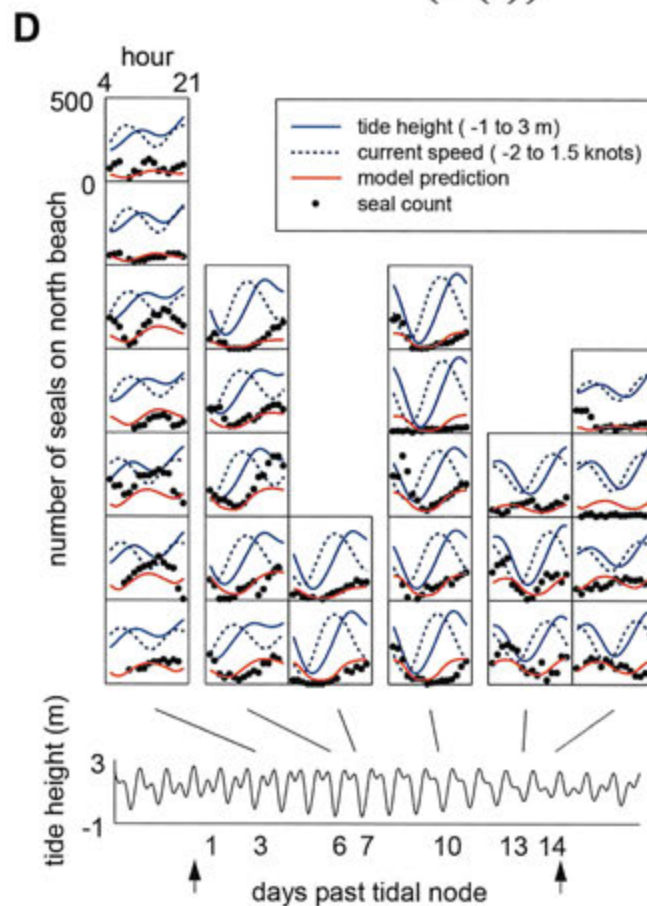 D
hour
4 21
500
0
tide height ( -1 to 3 m)
current speed ( -2 to 1.5 knots)
model prediction
seal count
number of seals on north beach
tide height (m)
3
-1
1 3 6 7 10 13 14
days past tidal node